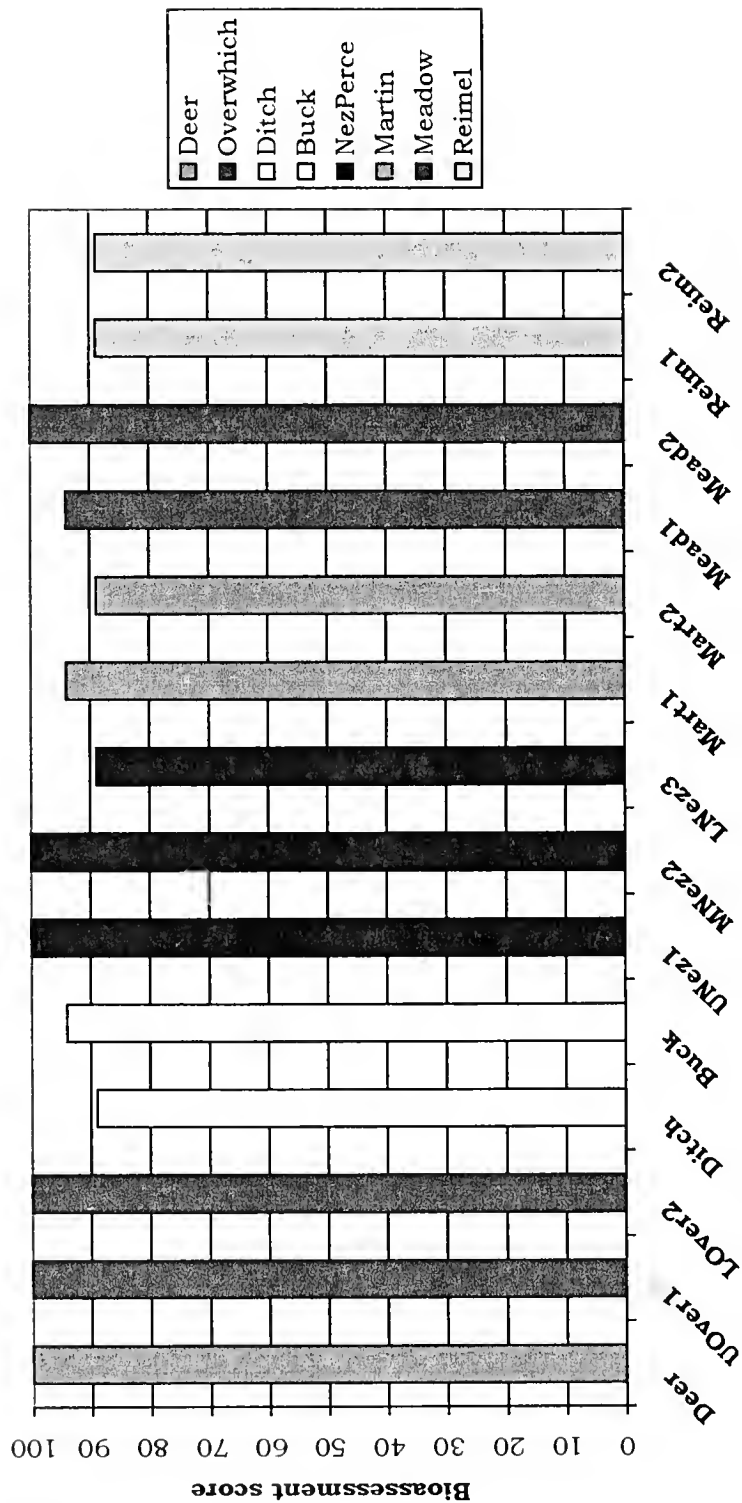 Deer
Overwhich
Ditch
Buck
NezPerce
Martin
Meadow
Reimel
Bioassessment score
100
90
80
70
60
50
40
30
20
10
0
Deer
UOver1
LOver2
Ditch
Buck
UNez1
MNez2
LNez3
Mart1
Mart2
Mead1
Mead2
Reim1
Reim2